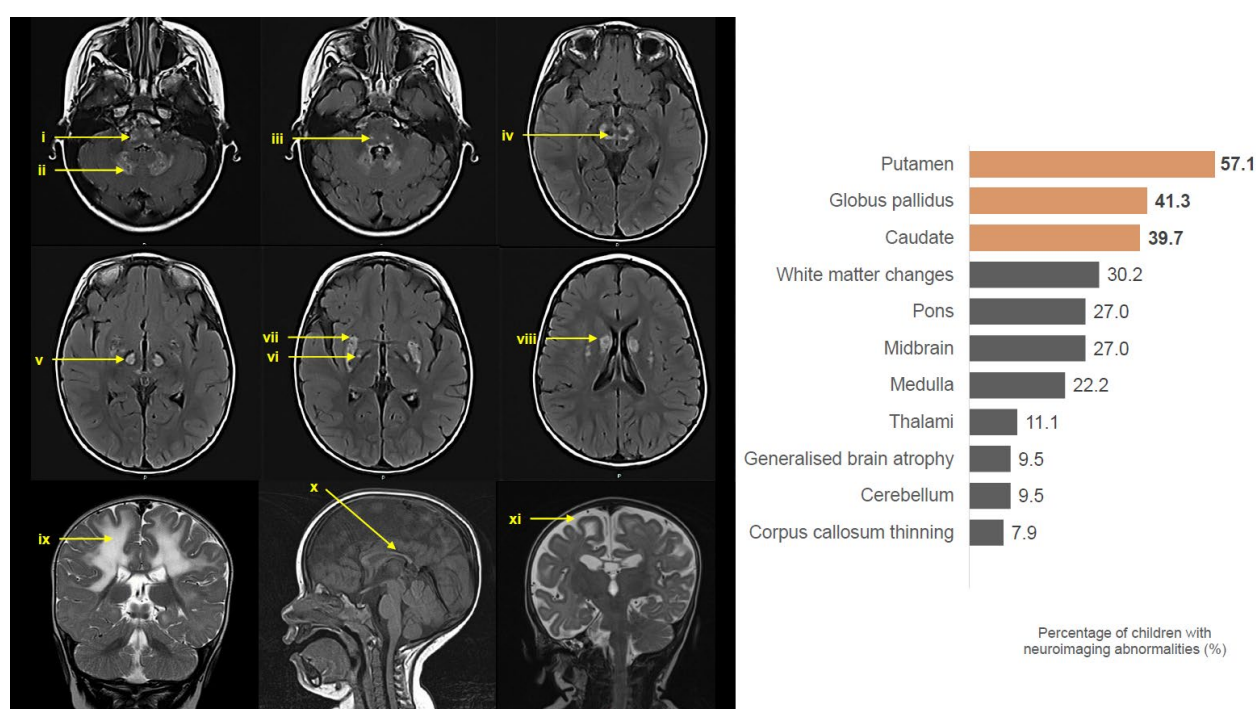 i
ii
iii
iv
v
vii
vi
viii
ix
x
xi
Putamen 57.1
Globus pallidus 41.3
Caudate 39.7
White matter changes 30.2
Pons 27.0
Midbrain 27.0
Medulla 22.2
Thalami 11.1
Generalised brain atrophy 9.5
Cerebellum 9.5
Corpus callosum thinning 7.9
Percentage of children with
neuroimaging abnormalities (%)